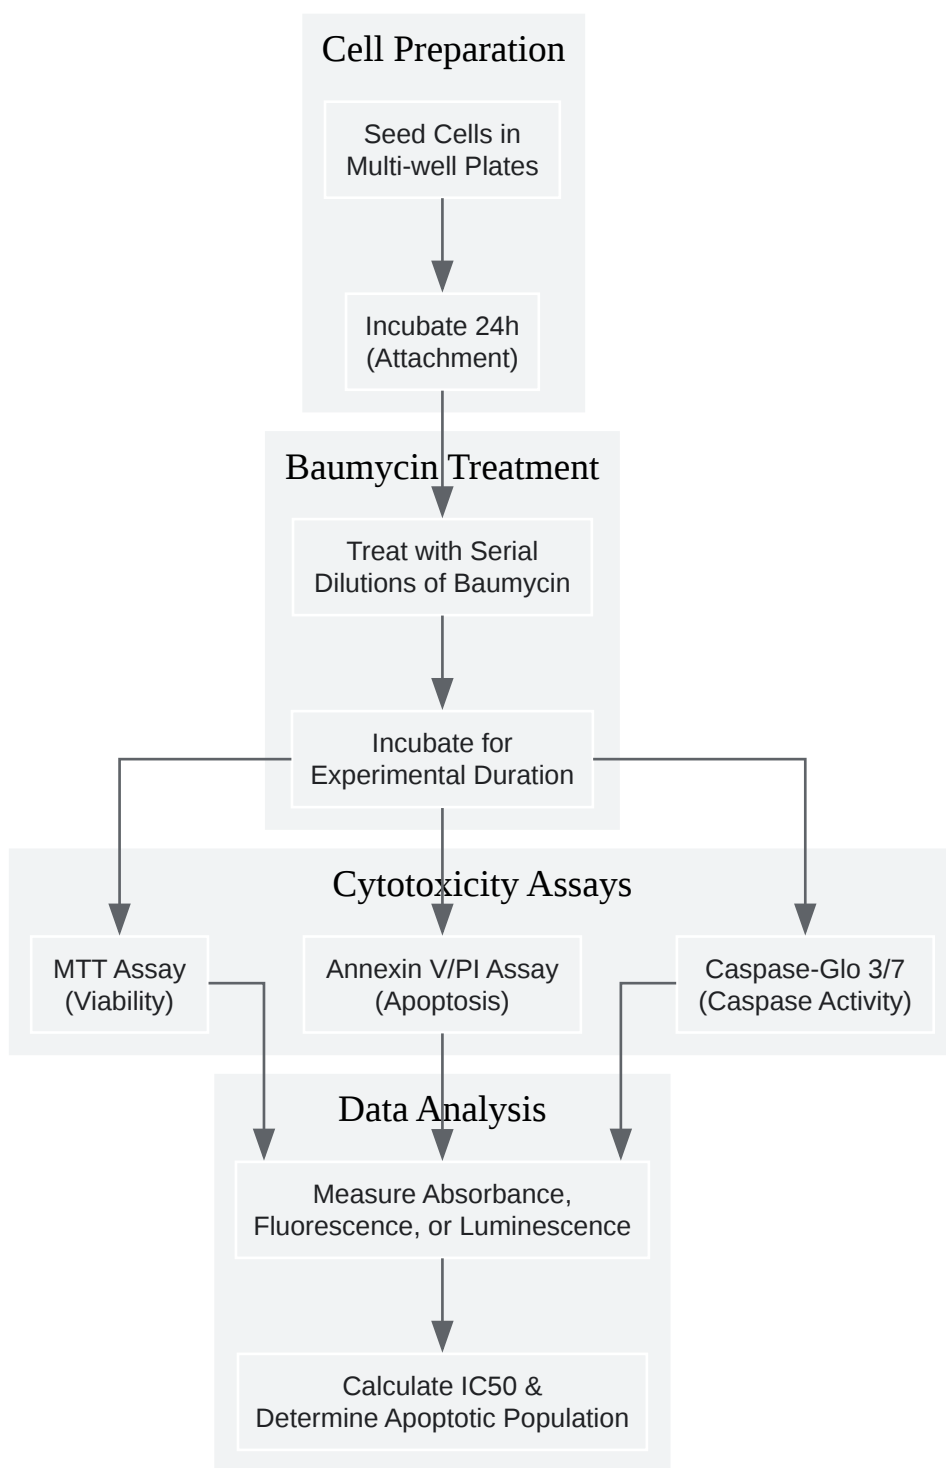 Cell Preparation
Seed Cells in
Multi-well Plates
Incubate 24h
(Attachment)
Baumycin Treatment
Treat with Serial
Dilutions of Baumycin
Incubate for
Experimental Duration
Cytotoxicity Assays
MTT Assay
(Viability)
Annexin V/PI Assay
(Apoptosis)
Caspase-Glo 3/7
(Caspase Activity)
Data Analysis
Measure Absorbance,
Fluorescence, or Luminescence
Calculate IC50 &
Determine Apoptotic Population